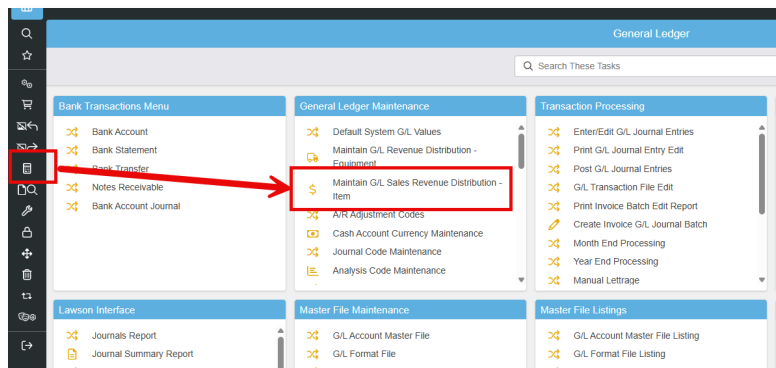 General Ledger
Search These Tasks
Bank Transactions Menu
Bank Account
Bank Statement
Bank Transfer
Notes Receivable
Bank Account Journal
General Ledger Maintenance
Default System G/L Values
Maintain G/L Revenue Distribution -
Equipment
Maintain G/L Sales Revenue Distribution -
Item
A/R Adjustment Codes
Cash Account Currency Maintenance
Journal Code Maintenance
Analysis Code Maintenance
Transaction Processing
Enter/Edit G/L Journal Entries
Print G/L Journal Entry Edit
Post G/L Journal Entries
G/L Transaction File Edit
Print Invoice Batch Edit Report
Create Invoice G/L Journal Batch
Month End Processing
Year End Processing
Manual Lettrage
Lawson Interface
Journals Report
Journal Summary Report
Master File Maintenance
G/L Account Master File
G/L Format File
Master File Listings
G/L Account Master File Listing
G/L Format File Listing